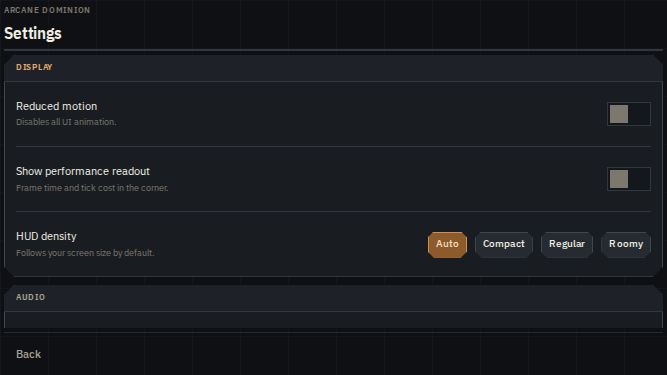 ARCANE DOMINION
Settings
DISPLAY
Reduced motion
Disables all UI animation.
Show performance readout
Frame time and tick cost in the corner.
HUD density
Follows your screen size by default.
Auto Compact Regular Roomy
AUDIO
Back